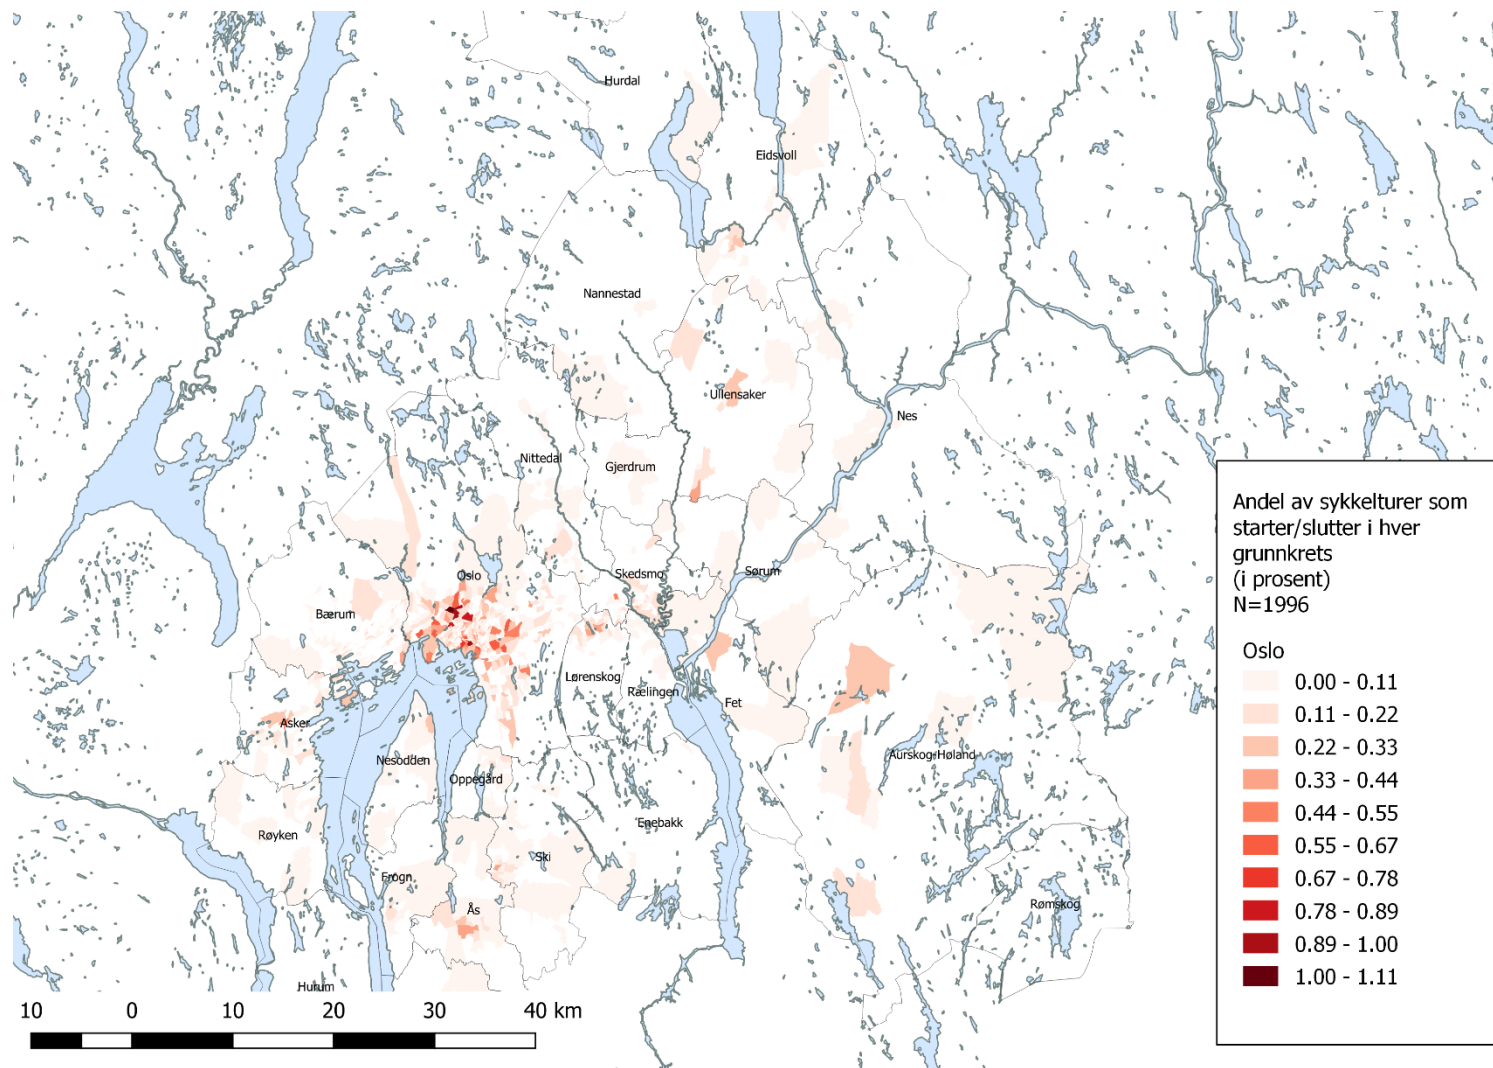 Hurdal
Eidsvoll
Nannestad
Ullensaker
Nes
Nittedal
Gjerdrum
Andel av sykkelturer som
starter/slutter i hver
grunnkrets
(i prosent)
N=1996
Oslo
Skedsmo
Sørum
Bærum
Lørenskog
Rælingen
Fet
Asker
Nesodden
Oppegård
Aurskog-Høland
Enebakk
Røyken
Ski
Frogn
Ås
Rømskog
Hurum
Oslo
0.00 - 0.11
0.11 - 0.22
0.22 - 0.33
0.33 - 0.44
0.44 - 0.55
0.55 - 0.67
0.67 - 0.78
0.78 - 0.89
0.89 - 1.00
1.00 - 1.11
10 0 10 20 30 40 km